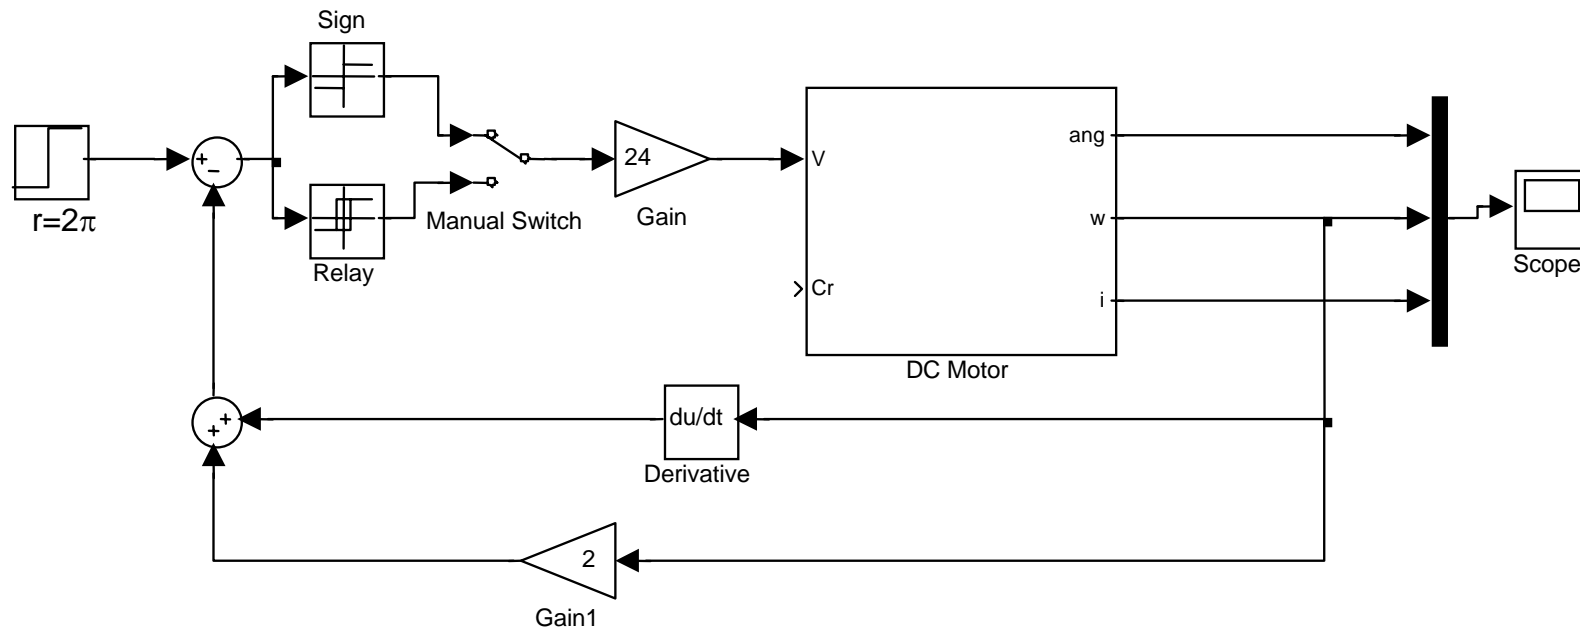 Sign
r=2π
Relay
Manual Switch
24
Gain
V
Cr
ang
w
i
DC Motor
Scope
du/dt
Derivative
2
Gain1